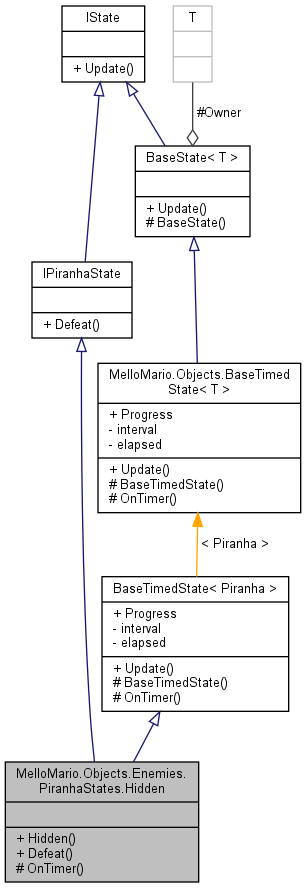 IState
+ Update()
T
#Owner
BaseState< T >
+ Update()
# BaseState()
IPiranhaState
+ Defeat()
MelloMario.Objects.BaseTimed
State< T >
+ Progress
- interval
- elapsed
+ Update()
# BaseTimedState()
# OnTimer()
< Piranha >
BaseTimedState< Piranha >
+ Progress
- interval
- elapsed
+ Update()
# BaseTimedState()
# OnTimer()
MelloMario.Objects.Enemies.
PiranhaStates.Hidden
+ Hidden()
+ Defeat()
# OnTimer()